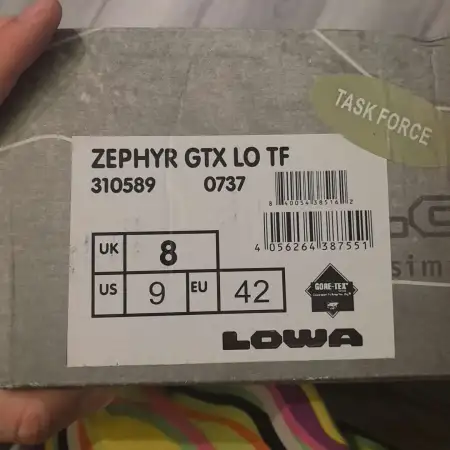 TASK FORCE
ZEPHYR GTX LO TF
310589 0737
4 056264 387551
UK 8
US 9 EU 42
GORE-TEX
LOWA
sim